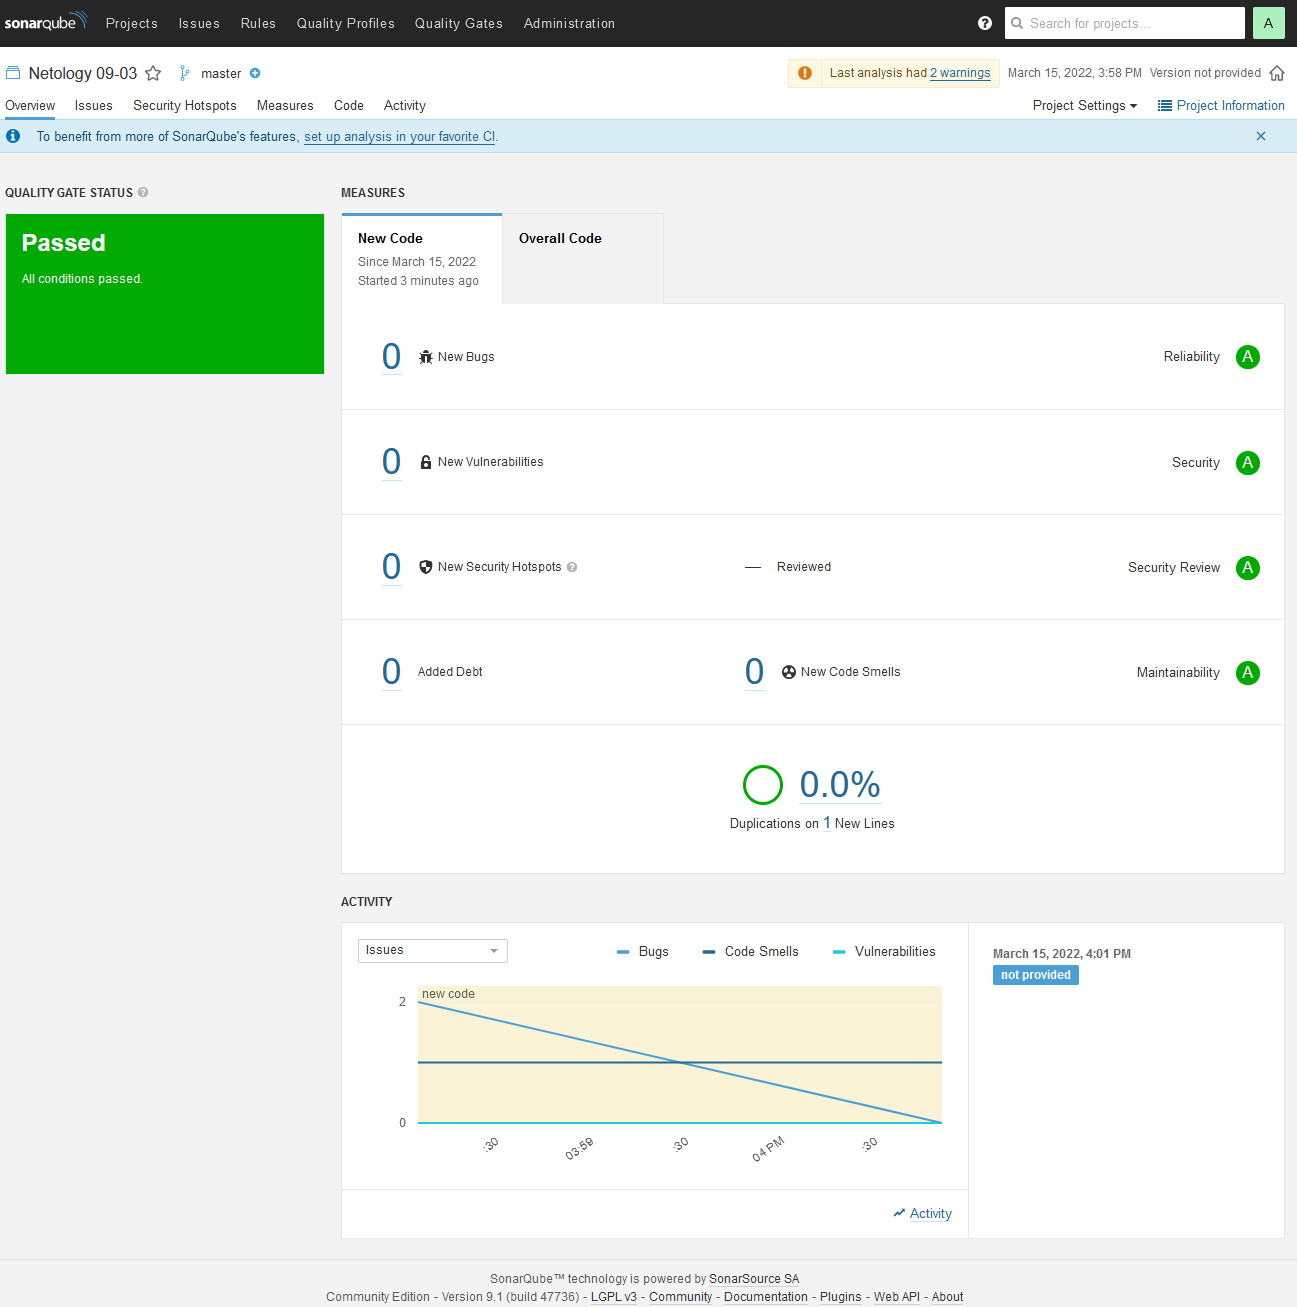 sonarqube Projects Issues Rules Quality Profiles Quality Gates Administration Search for projects... A
Netology 09-03 master Last analysis had 2 warnings March 15, 2022, 3:58 PM Version not provided
Overview Issues Security Hotspots Measures Code Activity Project Settings Project Information
To benefit from more of SonarQube's features, set up analysis in your favorite CI.
QUALITY GATE STATUS
Passed
All conditions passed.
MEASURES
New Code
Since March 15, 2022
Started 3 minutes ago
Overall Code
0 New Bugs Reliability A
0 New Vulnerabilities Security A
0 New Security Hotspots — Reviewed Security Review A
0 Added Debt 0 New Code Smells Maintainability A
0.0%
Duplications on 1 New Lines
ACTIVITY
Issues Bugs Code Smells Vulnerabilities
new code
2
0
:30 03:59 :30 04 PM :30
Activity
March 15, 2022, 4:01 PM
not provided
SonarQube™ technology is powered by SonarSource SA
Community Edition - Version 9.1 (build 47736) - LGPL v3 - Community - Documentation - Plugins - Web API - About